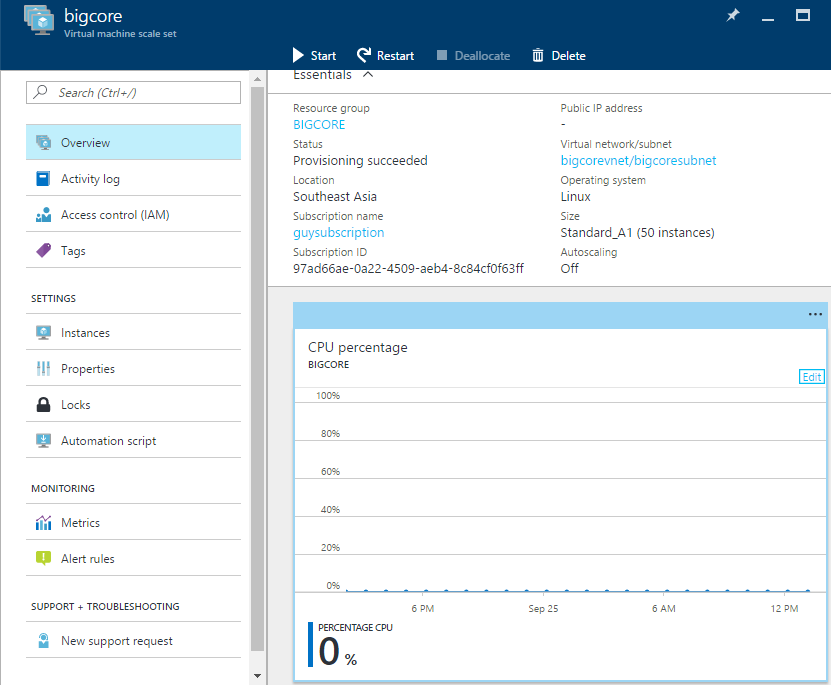 bigcore
Virtual machine scale set
Start
Restart
Deallocate
Delete
Search (Ctrl+/)
Overview
Activity log
Access control (IAM)
Tags
SETTINGS
Instances
Properties
Locks
Automation script
MONITORING
Metrics
Alert rules
SUPPORT + TROUBLESHOOTING
New support request
Essentials
Resource group
BIGCORE
Status
Provisioning succeeded
Location
Southeast Asia
Subscription name
guysubscription
Subscription ID
97ad66ae-0a22-4509-aeb4-8c84cf0f63ff
Public IP address
-
Virtual network/subnet
bigcorevnet/bigcoresubnet
Operating system
Linux
Size
Standard_A1 (50 instances)
Autoscaling
Off
...
CPU percentage
BIGCORE
Edit
100%
80%
60%
40%
20%
0%
6 PM
Sep 25
6 AM
12 PM
PERCENTAGE CPU
0 %